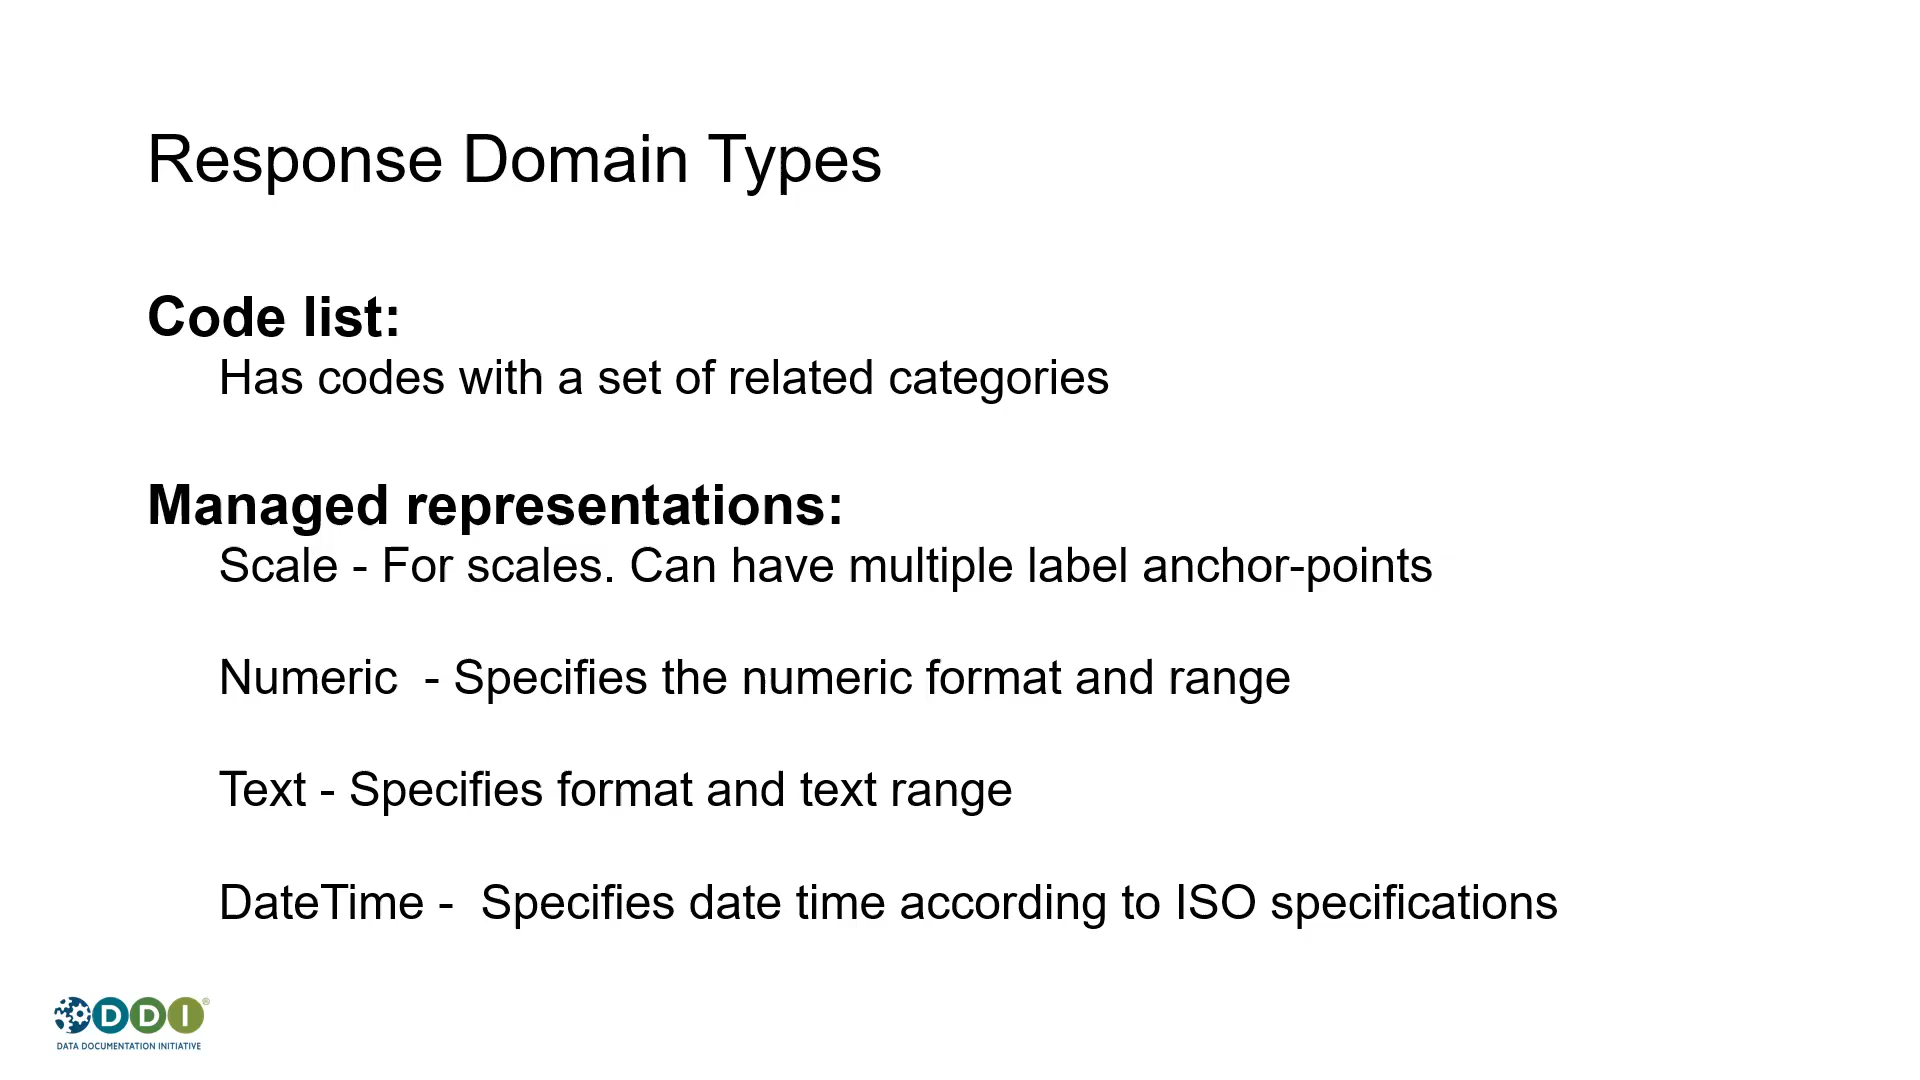 Response Domain Types
Code list:
Has codes with a set of related categories
Managed representations:
Scale - For scales. Can have multiple label anchor-points
Numeric  - Specifies the numeric format and range
Text - Specifies format and text range
DateTime -  Specifies date time according to ISO specifications
DDI®
DATA DOCUMENTATION INITIATIVE